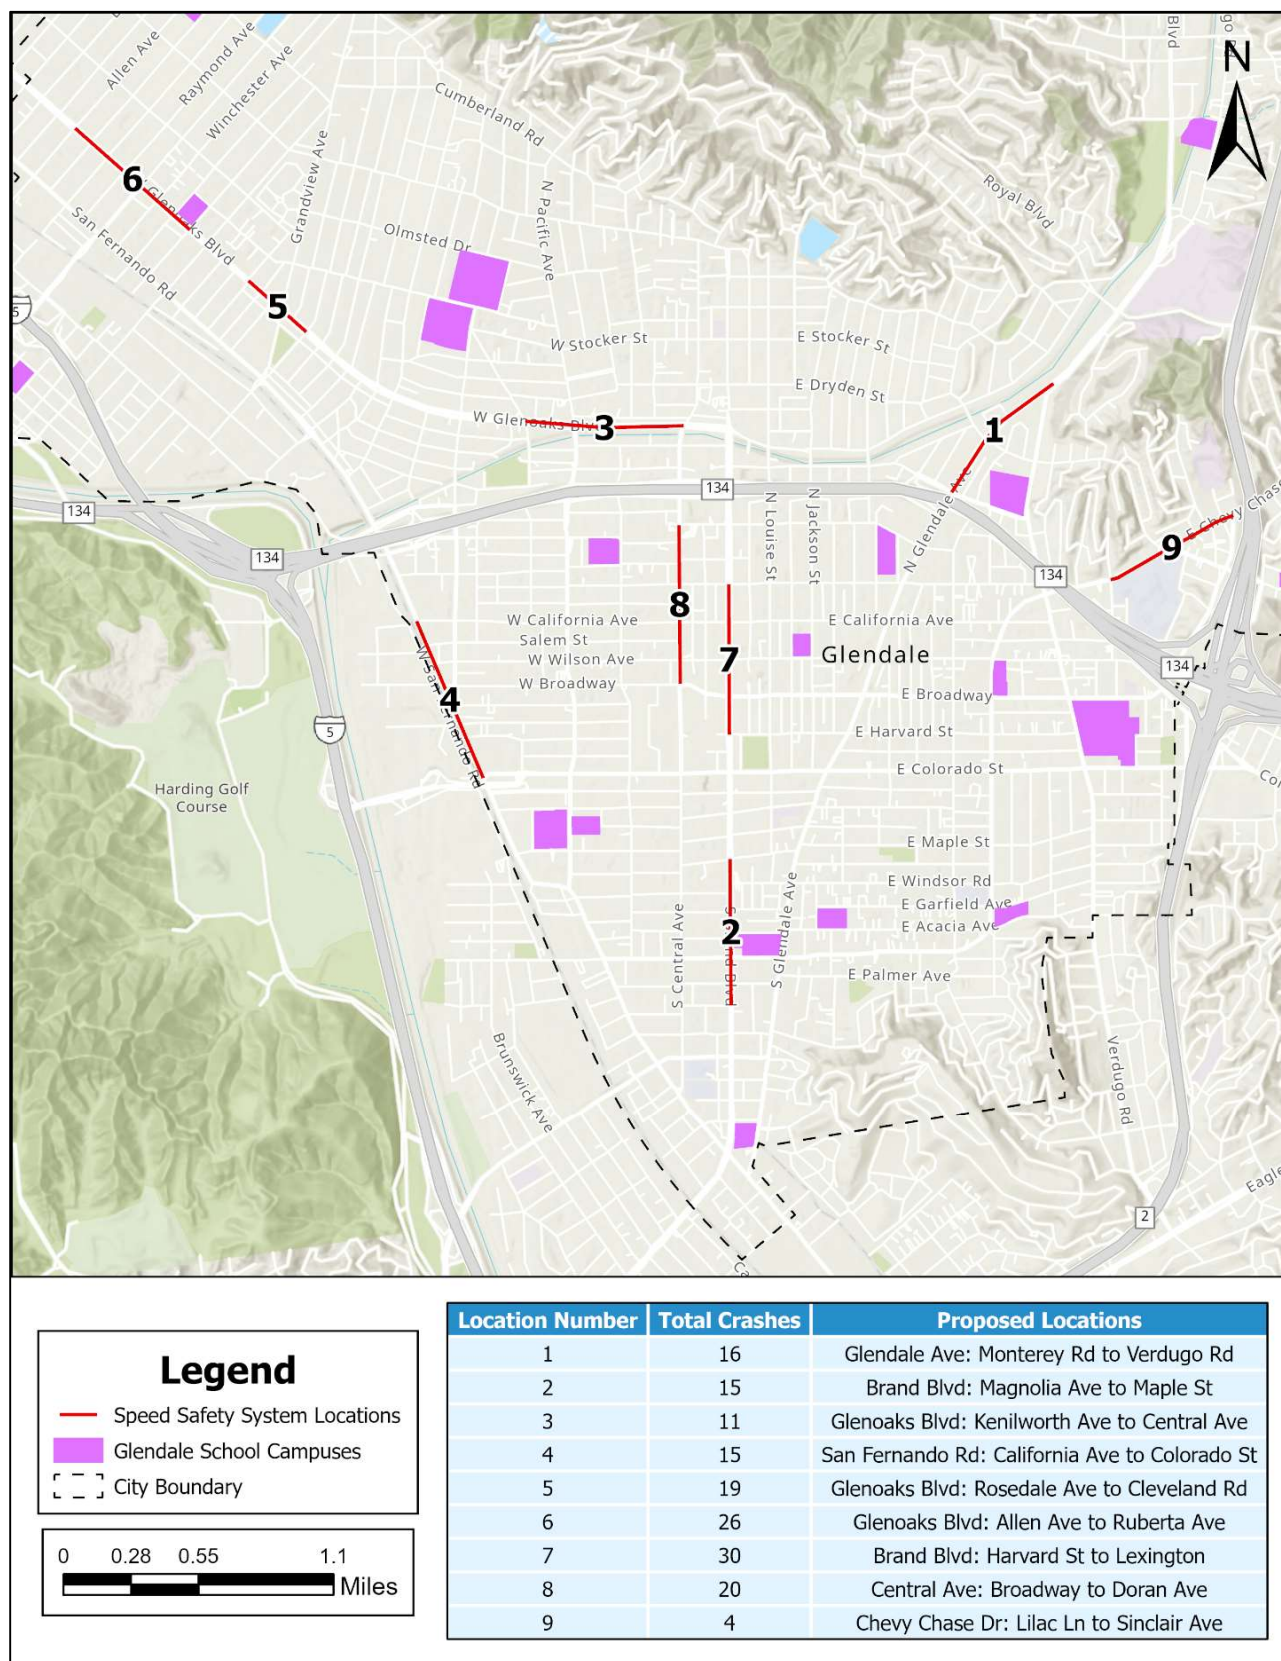 N
Blvd
Allen Ave
Raymond Ave
Winchester Ave
Cumberland Rd
Grandview Ave
N Pacific Ave
Royal Blvd
6
Glenoaks Blvd
San Fernando Rd
Olmsted Dr
5
5
W Stocker St
E Stocker St
E Dryden St
W Glenoaks Blv
3
1
134
134
134
134
134
N Louise St
N Jackson St
N Glendale Ave
E Chevy Chase
9
8
7
W California Ave
Salem St
W Wilson Ave
W Broadway
E California Ave
Glendale
E Broadway
E Harvard St
E Colorado St
4
W San Fernando Rd
5
Harding Golf
Course
E Maple St
E Windsor Rd
E Garfield Ave
E Acacia Ave
E Palmer Ave
2
S Central Ave
S Glendale Ave
Brunswick Ave
Verdugo Rd
2
Eagle
Legend
Speed Safety System Locations
Glendale School Campuses
City Boundary
0 0.28 0.55 1.1
Miles
Location Number Total Crashes Proposed Locations
1 16 Glendale Ave: Monterey Rd to Verdugo Rd
2 15 Brand Blvd: Magnolia Ave to Maple St
3 11 Glenoaks Blvd: Kenilworth Ave to Central Ave
4 15 San Fernando Rd: California Ave to Colorado St
5 19 Glenoaks Blvd: Rosedale Ave to Cleveland Rd
6 26 Glenoaks Blvd: Allen Ave to Ruberta Ave
7 30 Brand Blvd: Harvard St to Lexington
8 20 Central Ave: Broadway to Doran Ave
9 4 Chevy Chase Dr: Lilac Ln to Sinclair Ave